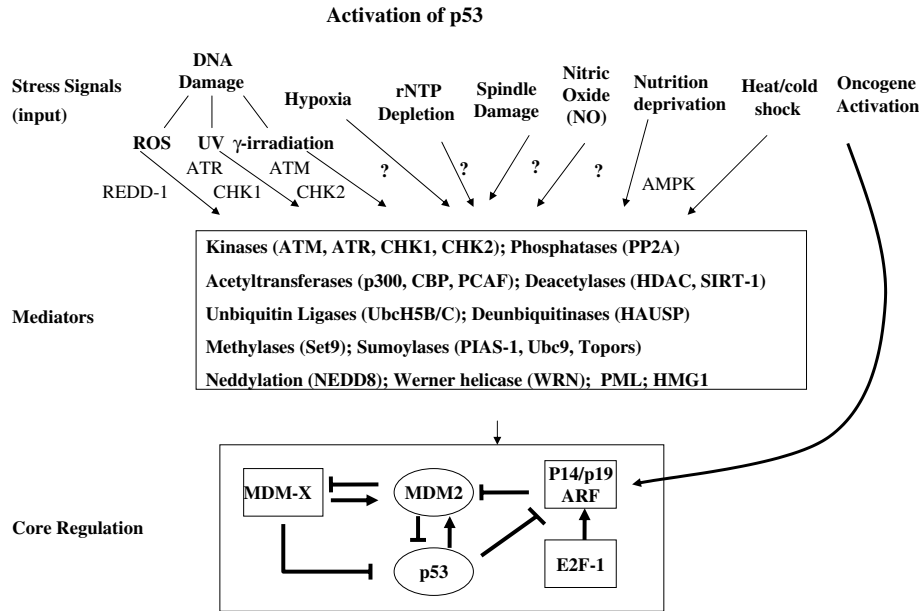 Activation of p53
Stress Signals
(input)
DNA
Damage
Hypoxia
rNTP
Depletion
Spindle
Damage
Nitric
Oxide
(NO)
Nutrition
deprivation
Heat/cold
shock
Oncogene
Activation
ROS
UV
γ-irradiation
REDD-1
ATR
CHK1
ATM
CHK2
?
?
?
?
AMPK
Mediators
Kinases (ATM, ATR, CHK1, CHK2); Phosphatases (PP2A)
Acetyltransferases (p300, CBP, PCAF); Deacetylases (HDAC, SIRT-1)
Unbiquitin Ligases (UbcH5B/C); Deunbiquitinases (HAUSP)
Methylases (Set9); Sumoylases (PIAS-1, Ubc9, Topors)
Neddylation (NEDD8); Werner helicase (WRN); PML; HMG1
Core Regulation
MDM-X
MDM2
P14/p19
ARF
p53
E2F-1